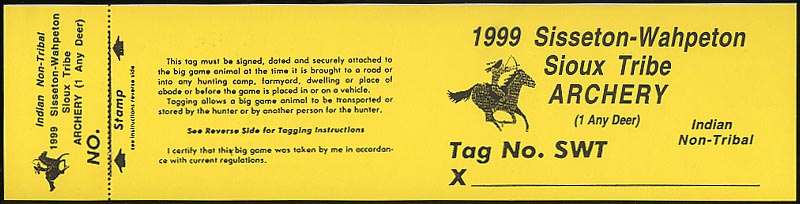 Indian Non-Tribal
1999 Sisseton-Wahpeton
Sioux Tribe
ARCHERY (1 Any Deer)
NO.
Stamp
see instructions reverse side
This tag must be signed, dated and securely attached to
the big game animal at the time it is brought to a road or
into any hunting camp, farmyard, dwelling or place of
abode or before the game is placed in or on a vehicle.
Tagging allows a big game animal to be transported or
stored by the hunter or by another person for the hunter.
See Reverse Side for Tagging Instructions
I certify that this big game was taken by me in accordan-
ce with current regulations.
1999 Sisseton-Wahpeton
Sioux Tribe
ARCHERY
(1 Any Deer)
Indian
Non-Tribal
Tag No. SWT
X